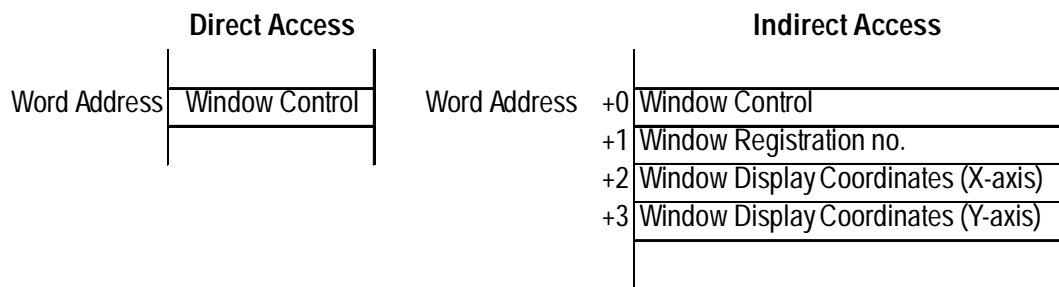 Direct Access Indirect Access
Word Address Window Control Word Address +0 Window Control
+1 Window Registration no.
+2 Window Display Coordinates (X-axis)
+3 Window Display Coordinates (Y-axis)